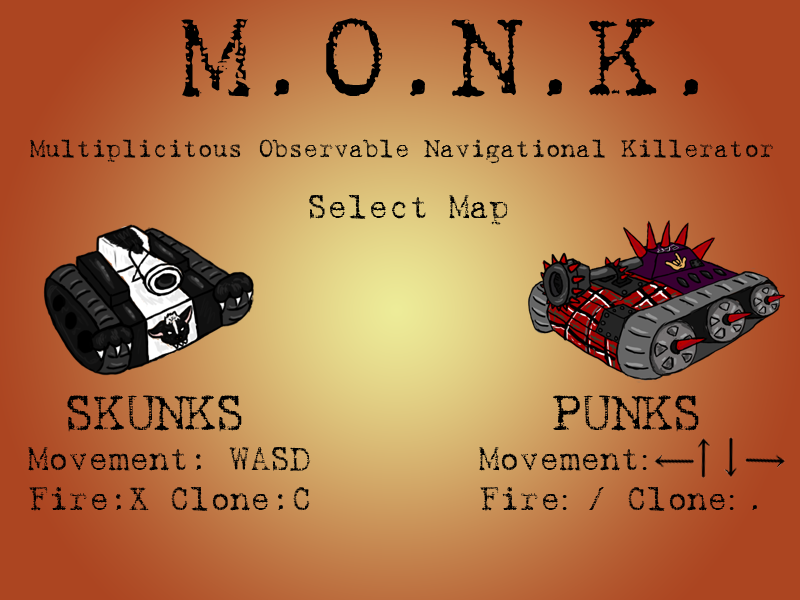 M.O.N.K.
Multiplicitous Observable Navigational Killerator
Select Map
SKUNKS
Movement: WASD
Fire:X Clone:C
PUNKS
Movement:←↑↓→
Fire: / Clone: .